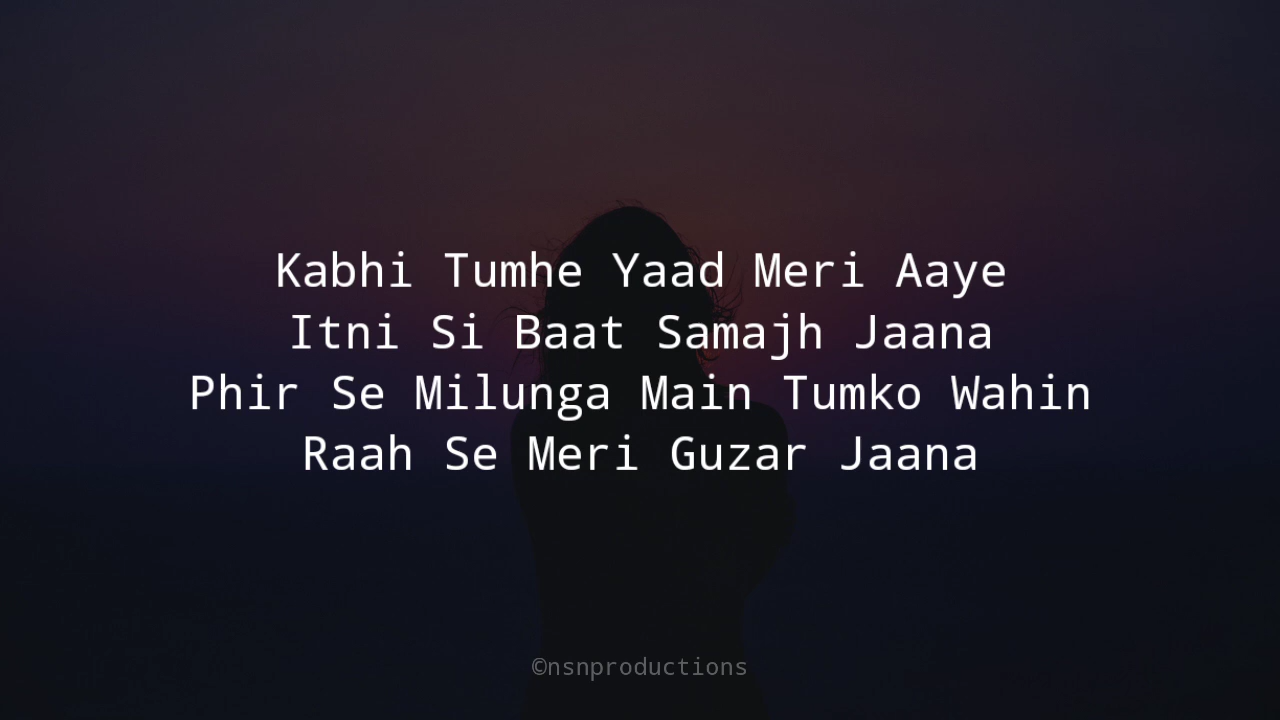 Kabhi Tumhe Yaad Meri Aaye
Itni Si Baat Samajh Jaana
Phir Se Milunga Main Tumko Wahin
Raah Se Meri Guzar Jaana
©nsnproductions